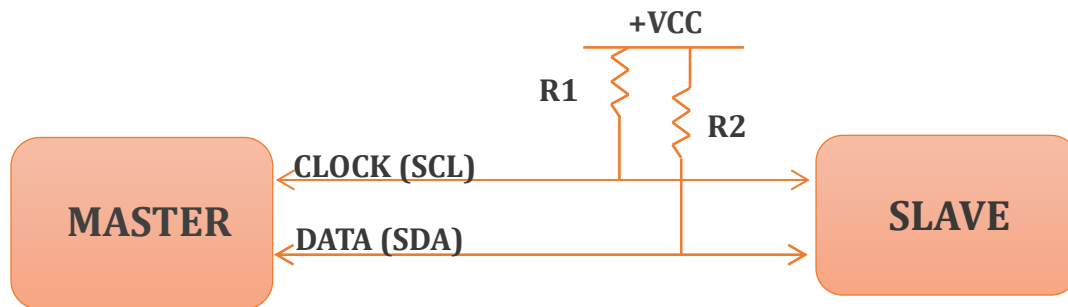 +VCC
R1
R2
CLOCK (SCL)
MASTER
SLAVE
DATA (SDA)